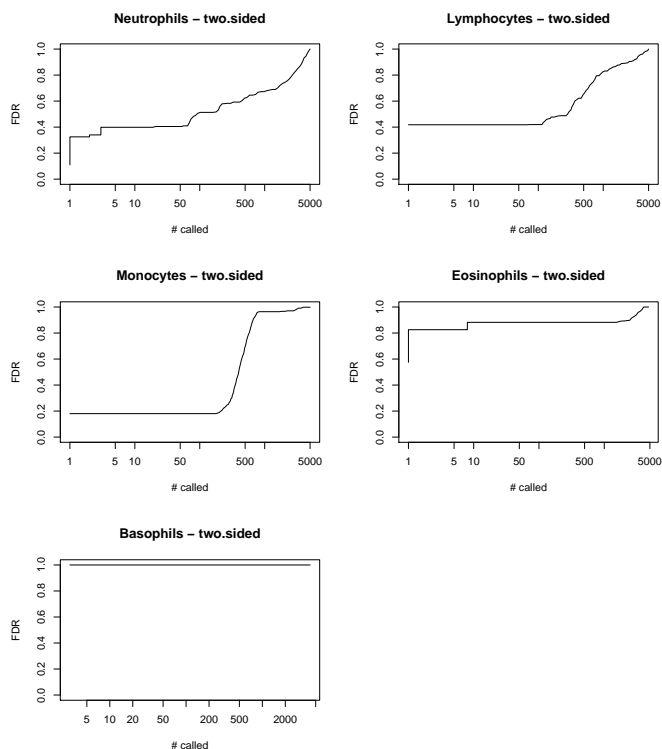 Neutrophils − two.sided
FDR
0.0 0.2 0.4 0.6 0.8 1.0
1 5 10 50 500 5000
# called
Lymphocytes − two.sided
FDR
0.0 0.2 0.4 0.6 0.8 1.0
1 5 10 50 500 5000
# called
Monocytes − two.sided
FDR
0.0 0.2 0.4 0.6 0.8 1.0
1 5 10 50 500 5000
# called
Eosinophils − two.sided
FDR
0.0 0.2 0.4 0.6 0.8 1.0
1 5 10 50 500 5000
# called
Basophils − two.sided
FDR
0.0 0.2 0.4 0.6 0.8 1.0
5 10 20 50 200 500 2000
# called